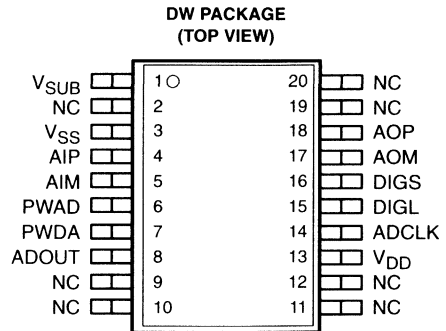 DW PACKAGE
(TOP VIEW)
VSUB 1 20 NC
NC 2 19 NC
VSS 3 18 AOP
AIP 4 17 AOM
AIM 5 16 DIGS
PWAD 6 15 DIGL
PWDA 7 14 ADCLK
ADOUT 8 13 VDD
NC 9 12 NC
NC 10 11 NC